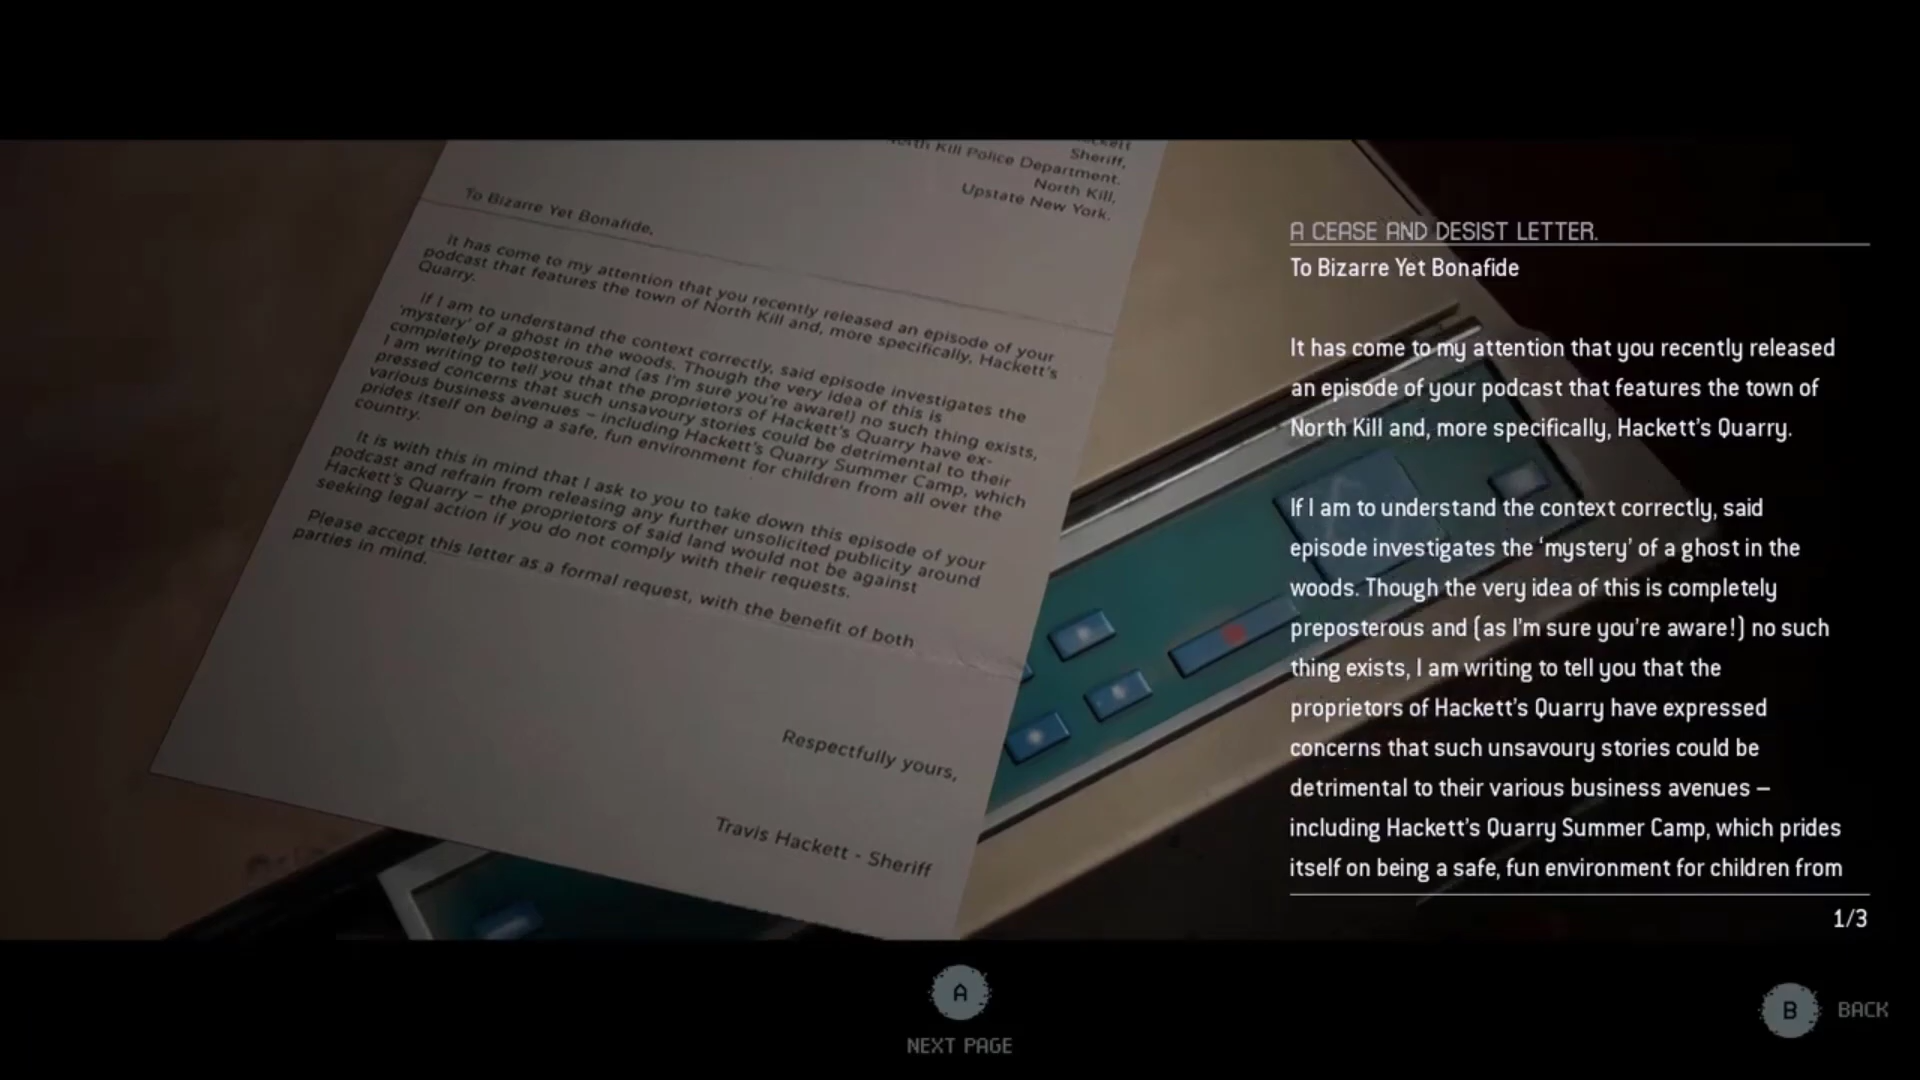 Sheriff,
North Kill Police Department.
North Kill,
Upstate New York.
To Bizarre Yet Bonafide,
It has come to my attention that you recently released an episode of your
podcast that features the town of North Kill and, more specifically, Hackett's
Quarry.
If I am to understand the context correctly, said episode investigates the
'mystery' of a ghost in the woods. Though the very idea of this is
completely preposterous and (as I'm sure you're aware!) no such thing exists,
I am writing to tell you that the proprietors of Hackett's Quarry have ex-
pressed concerns that such unsavoury stories could be detrimental to their
various business avenues – including Hackett's Quarry Summer Camp, which
prides itself on being a safe, fun environment for children from all over the
country.
It is with this in mind that I ask to you to take down this episode of your
podcast and refrain from releasing any further unsolicited publicity around
Hackett's Quarry – the proprietors of said land would not be against
seeking legal action if you do not comply with their requests.
Please accept this letter as a formal request, with the benefit of both
parties in mind.
Respectfully yours,
Travis Hackett - Sheriff
A CEASE AND DESIST LETTER.
To Bizarre Yet Bonafide
It has come to my attention that you recently released
an episode of your podcast that features the town of
North Kill and, more specifically, Hackett's Quarry.
If I am to understand the context correctly, said
episode investigates the 'mystery' of a ghost in the
woods. Though the very idea of this is completely
preposterous and (as I'm sure you're aware!) no such
thing exists, I am writing to tell you that the
proprietors of Hackett's Quarry have expressed
concerns that such unsavoury stories could be
detrimental to their various business avenues –
including Hackett's Quarry Summer Camp, which prides
itself on being a safe, fun environment for children from
1/3
A
NEXT PAGE
B BACK